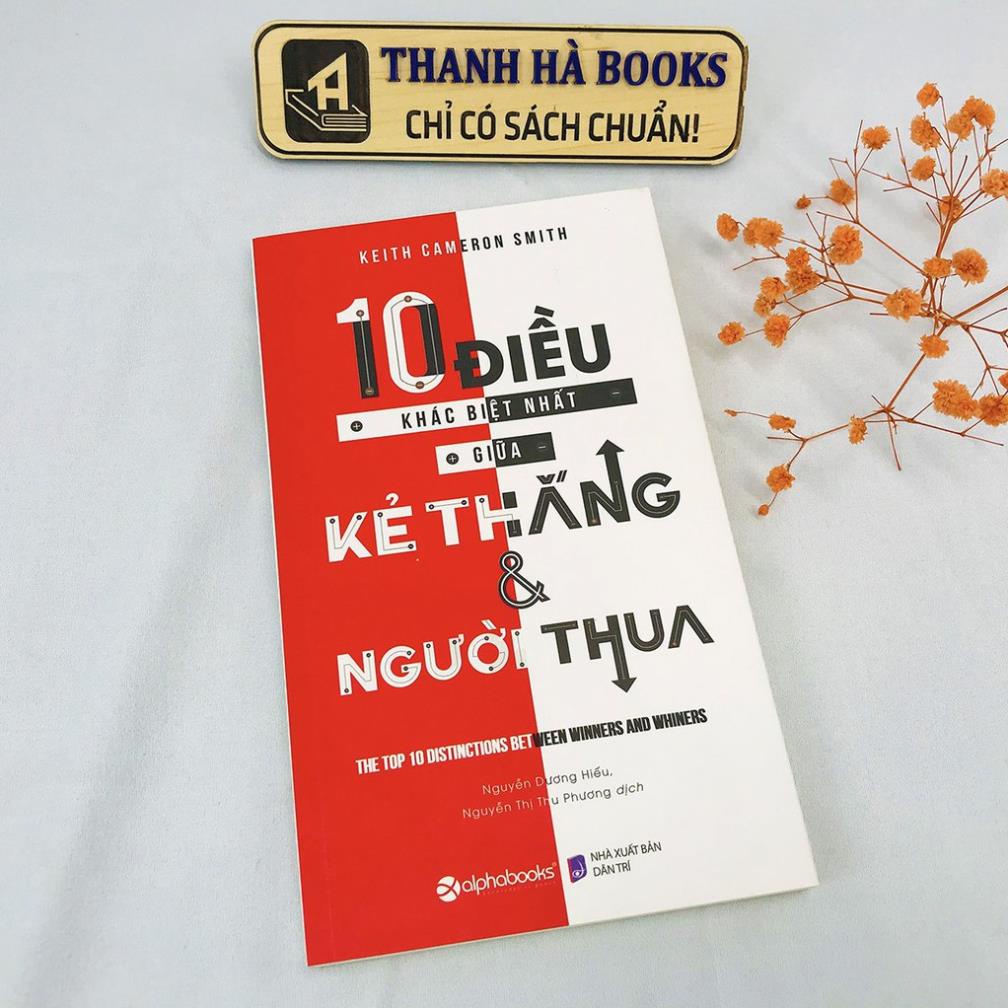 THANH HÀ BOOKS
CHỈ CÓ SÁCH CHUẨN!
KEITH CAMERON SMITH
10 ĐIỀU
KHÁC BIỆT NHẤT
GIỮA
KẺ THẮNG
&
NGƯỜI THUA
THE TOP 10 DISTINCTIONS BETWEEN WINNERS AND WHINERS
Nguyễn Dương Hiếu,
Nguyễn Thị Thu Phương dịch
alphabooks®
NHÀ XUẤT BẢN
DÂN TRÍ